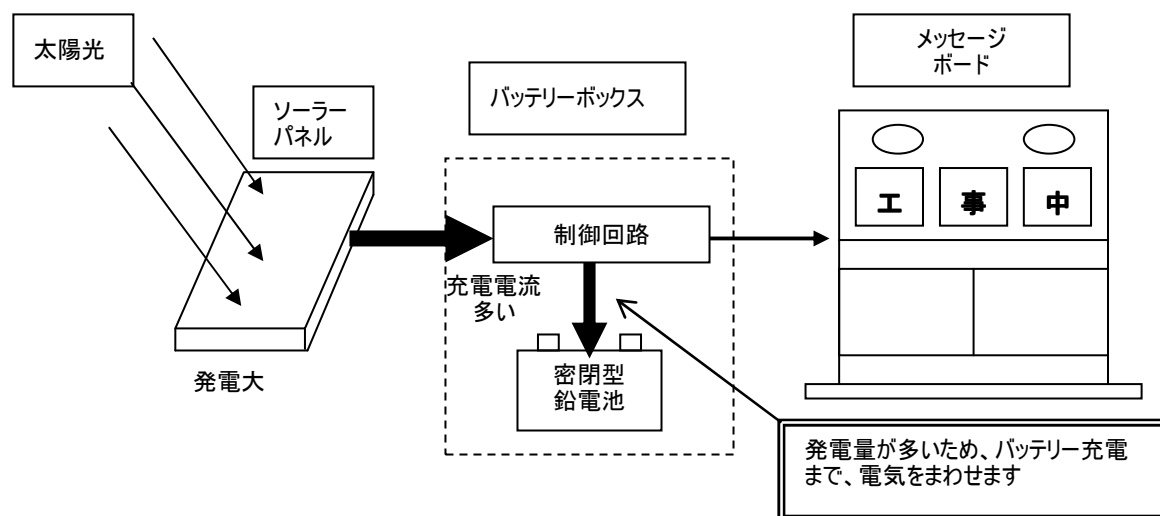 太陽光
ソーラー
パネル
バッテリーボックス
メッセージ
ボード
工 事 中
制御回路
充電電流
多い
密閉型
鉛電池
発電大
発電量が多いため、バッテリー充電
まで、電気をまわせます